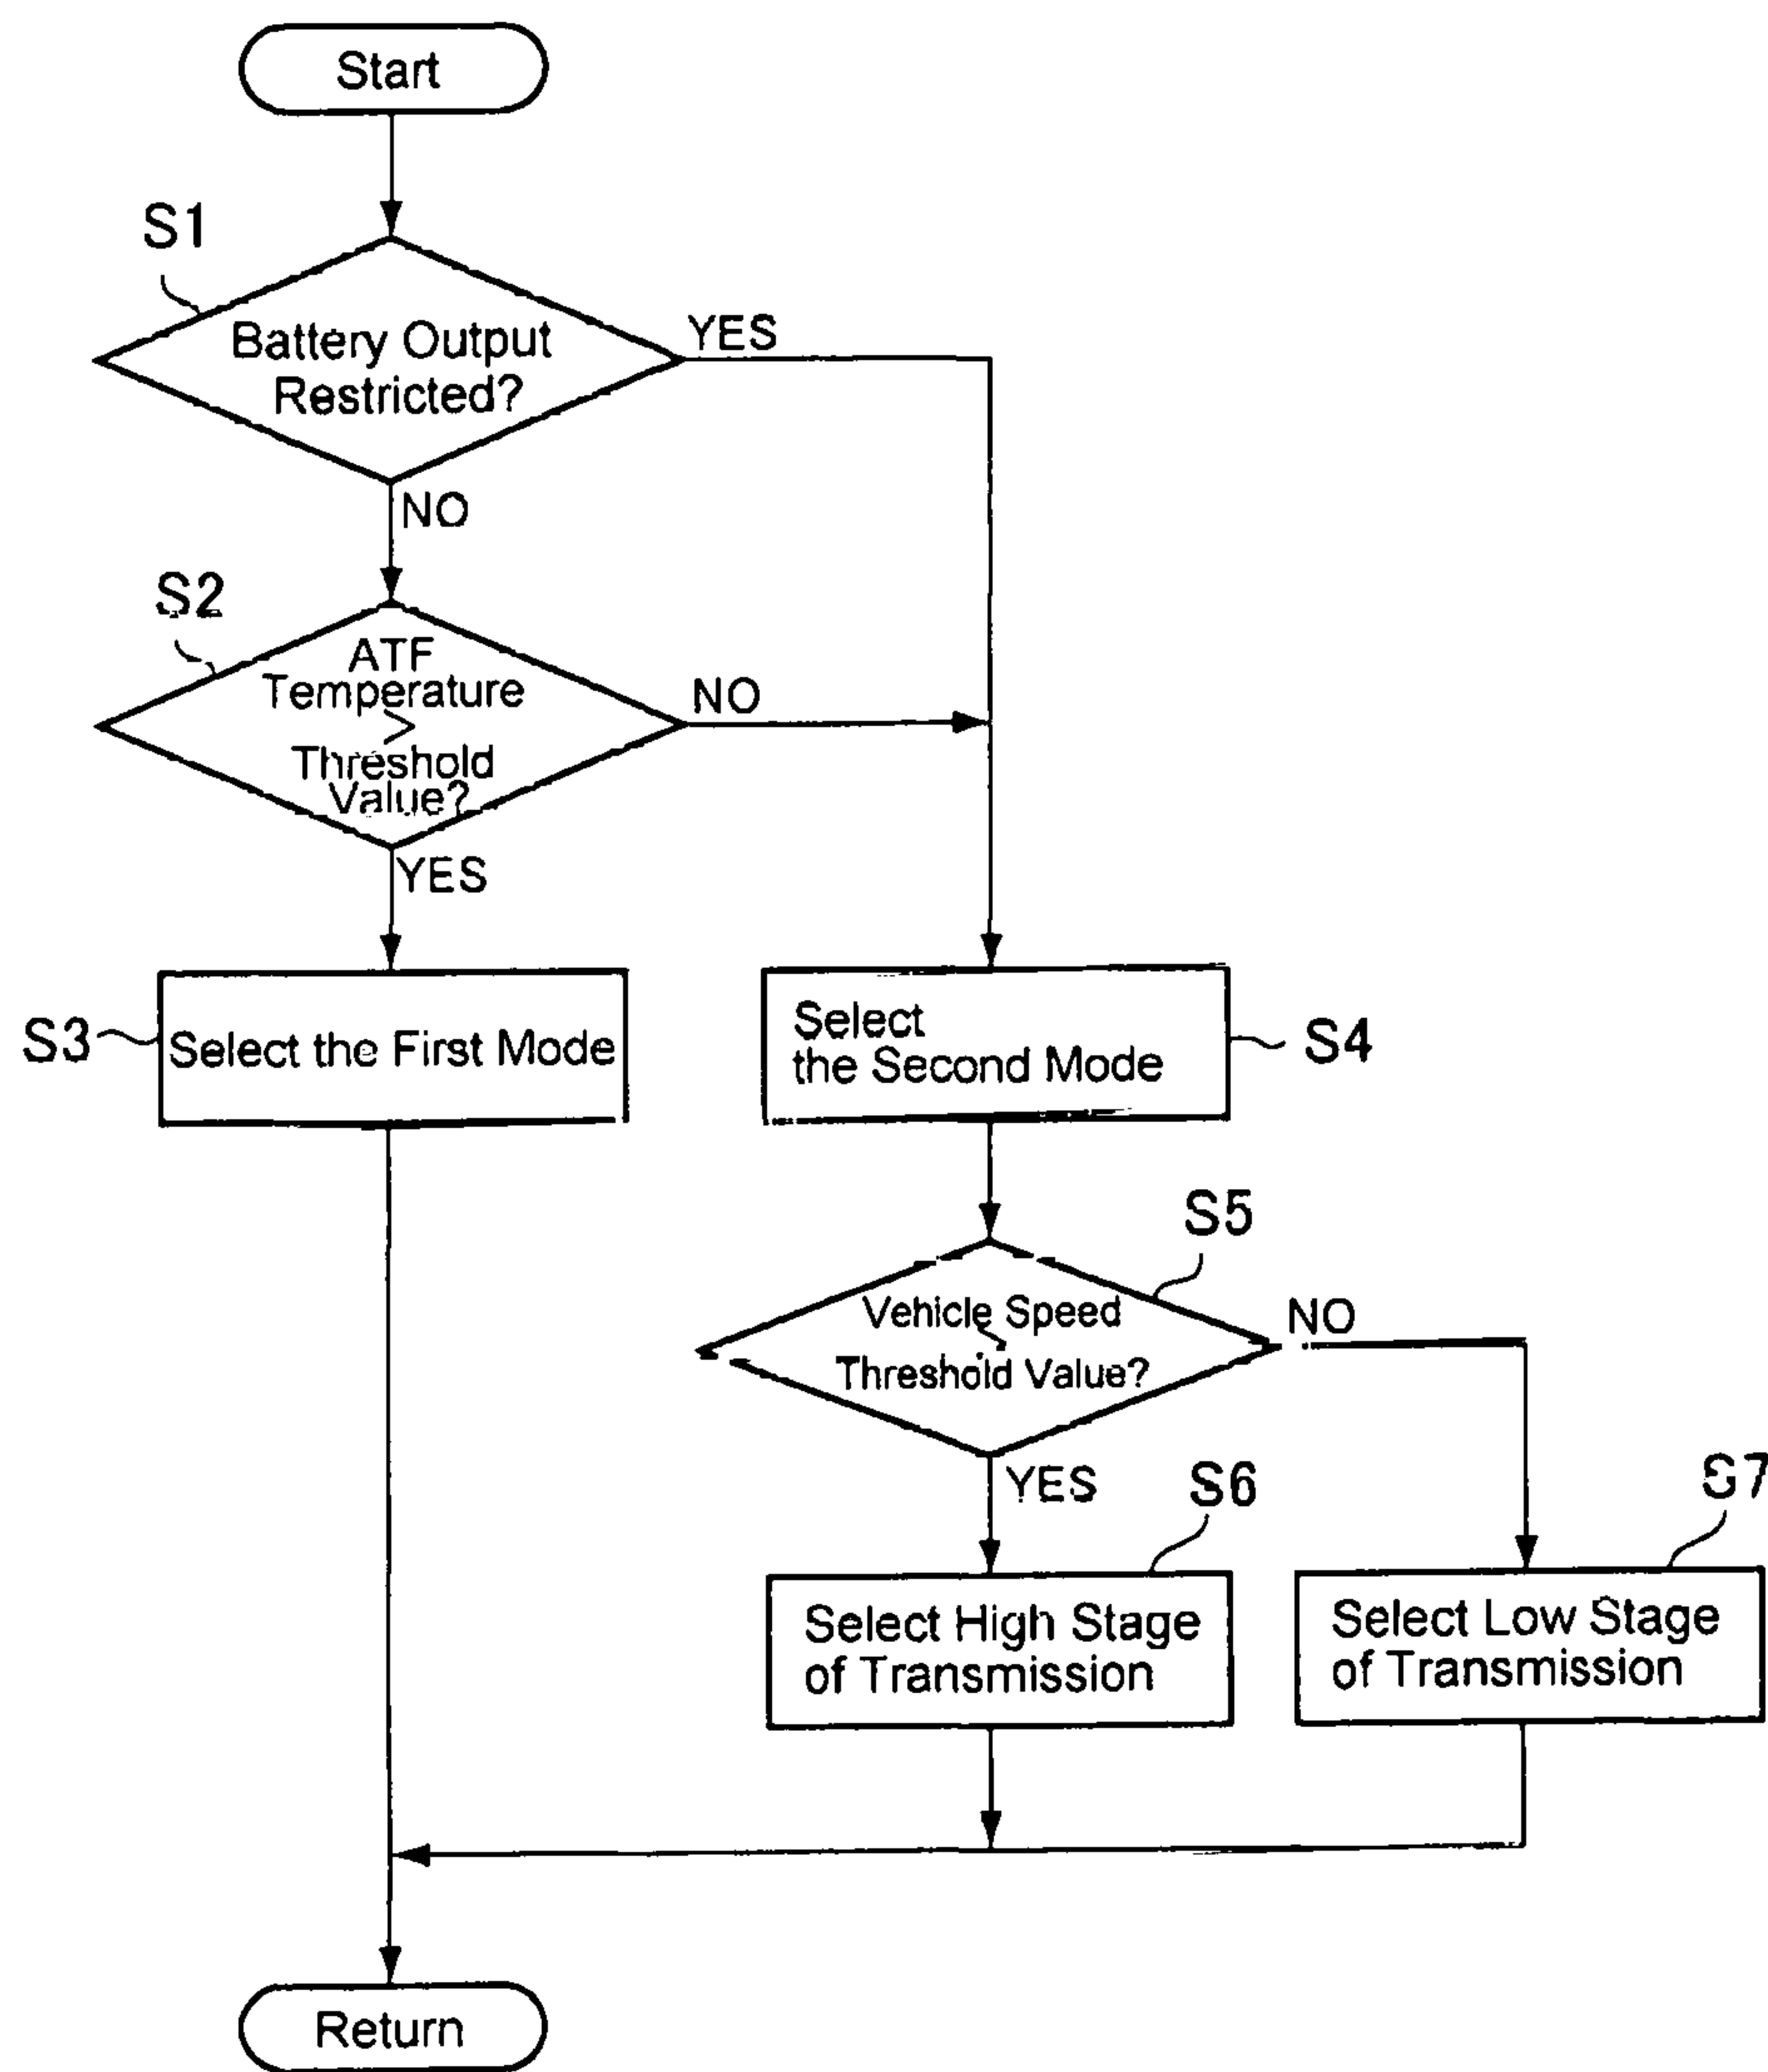 Start
S1
Battery Output
Restricted?
YES
NO
S2
ATF
Temperature
>
Threshold
Value?
NO
YES
S3
Select the First Mode
Select
the Second Mode
S4
S5
Vehicle Speed
>
Threshold Value?
NO
YES
S6
S7
Select High Stage
of Transmission
Select Low Stage
of Transmission
Return